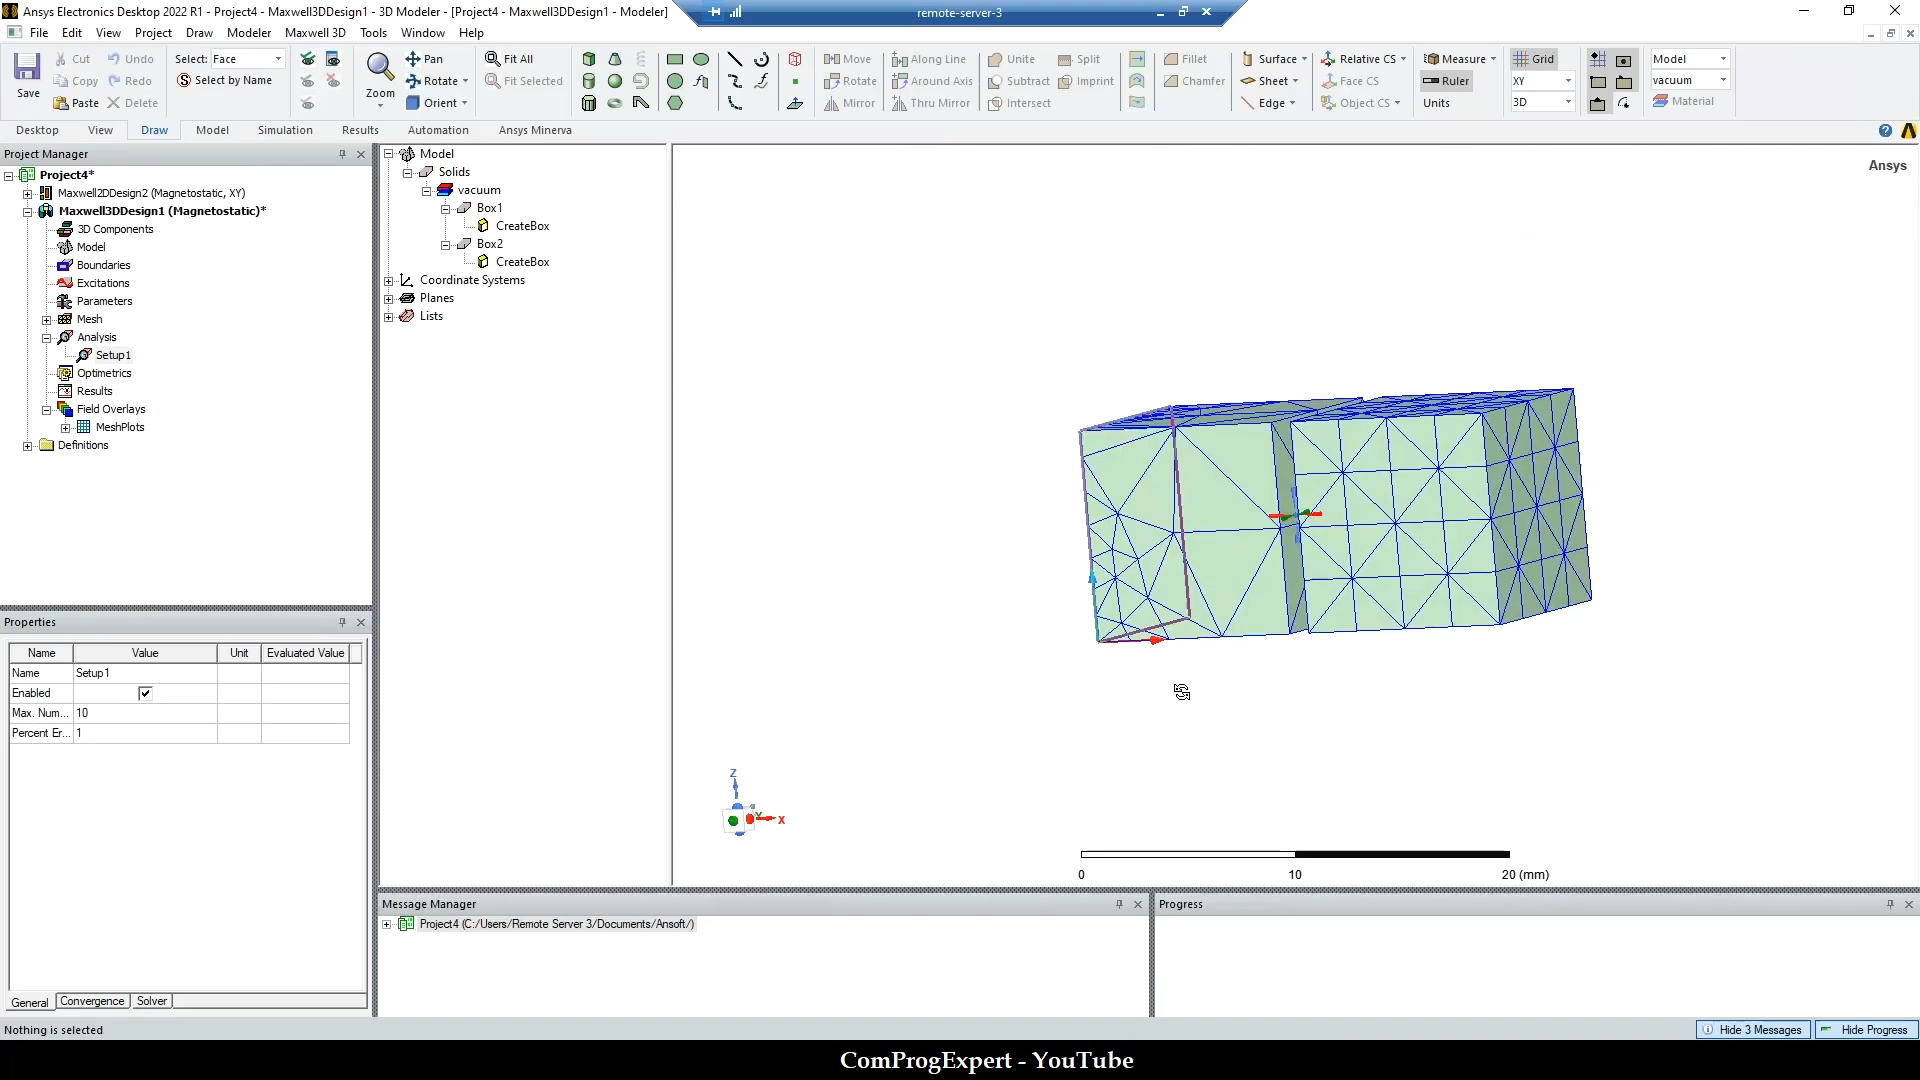 Ansys Electronics Desktop 2022 R1 - Project4 - Maxwell3DDesign1 - 3D Modeler - [Project4 - Maxwell3DDesign1 - Modeler]
remote-server-3
File Edit View Project Draw Modeler Maxwell 3D Tools Window Help
Save
Cut
Copy
Paste
Undo
Redo
Delete
Select: Face
Select by Name
Zoom
Pan
Rotate
Orient
Fit All
Fit Selected
Move
Rotate
Mirror
Along Line
Around Axis
Thru Mirror
Unite
Subtract
Intersect
Split
Imprint
Fillet
Chamfer
Surface
Sheet
Edge
Relative CS
Face CS
Object CS
Measure
Ruler
Units
Grid
XY
3D
Model
vacuum
Material
Desktop View Draw Model Simulation Results Automation Ansys Minerva
Project Manager
Project4*
Maxwell2DDesign2 (Magnetostatic, XY)
Maxwell3DDesign1 (Magnetostatic)*
3D Components
Model
Boundaries
Excitations
Parameters
Mesh
Analysis
Setup1
Optimetrics
Results
Field Overlays
MeshPlots
Definitions
Model
Solids
vacuum
Box1
CreateBox
Box2
CreateBox
Coordinate Systems
Planes
Lists
Ansys
Z
Y
X
0 10 20 (mm)
Properties
Name Value Unit Evaluated Value
Name Setup1
Enabled
Max. Num... 10
Percent Er... 1
General Convergence Solver
Message Manager
Project4 (C:/Users/Remote Server 3/Documents/Ansoft/)
Progress
Nothing is selected
Hide 3 Messages
Hide Progress
ComProgExpert - YouTube